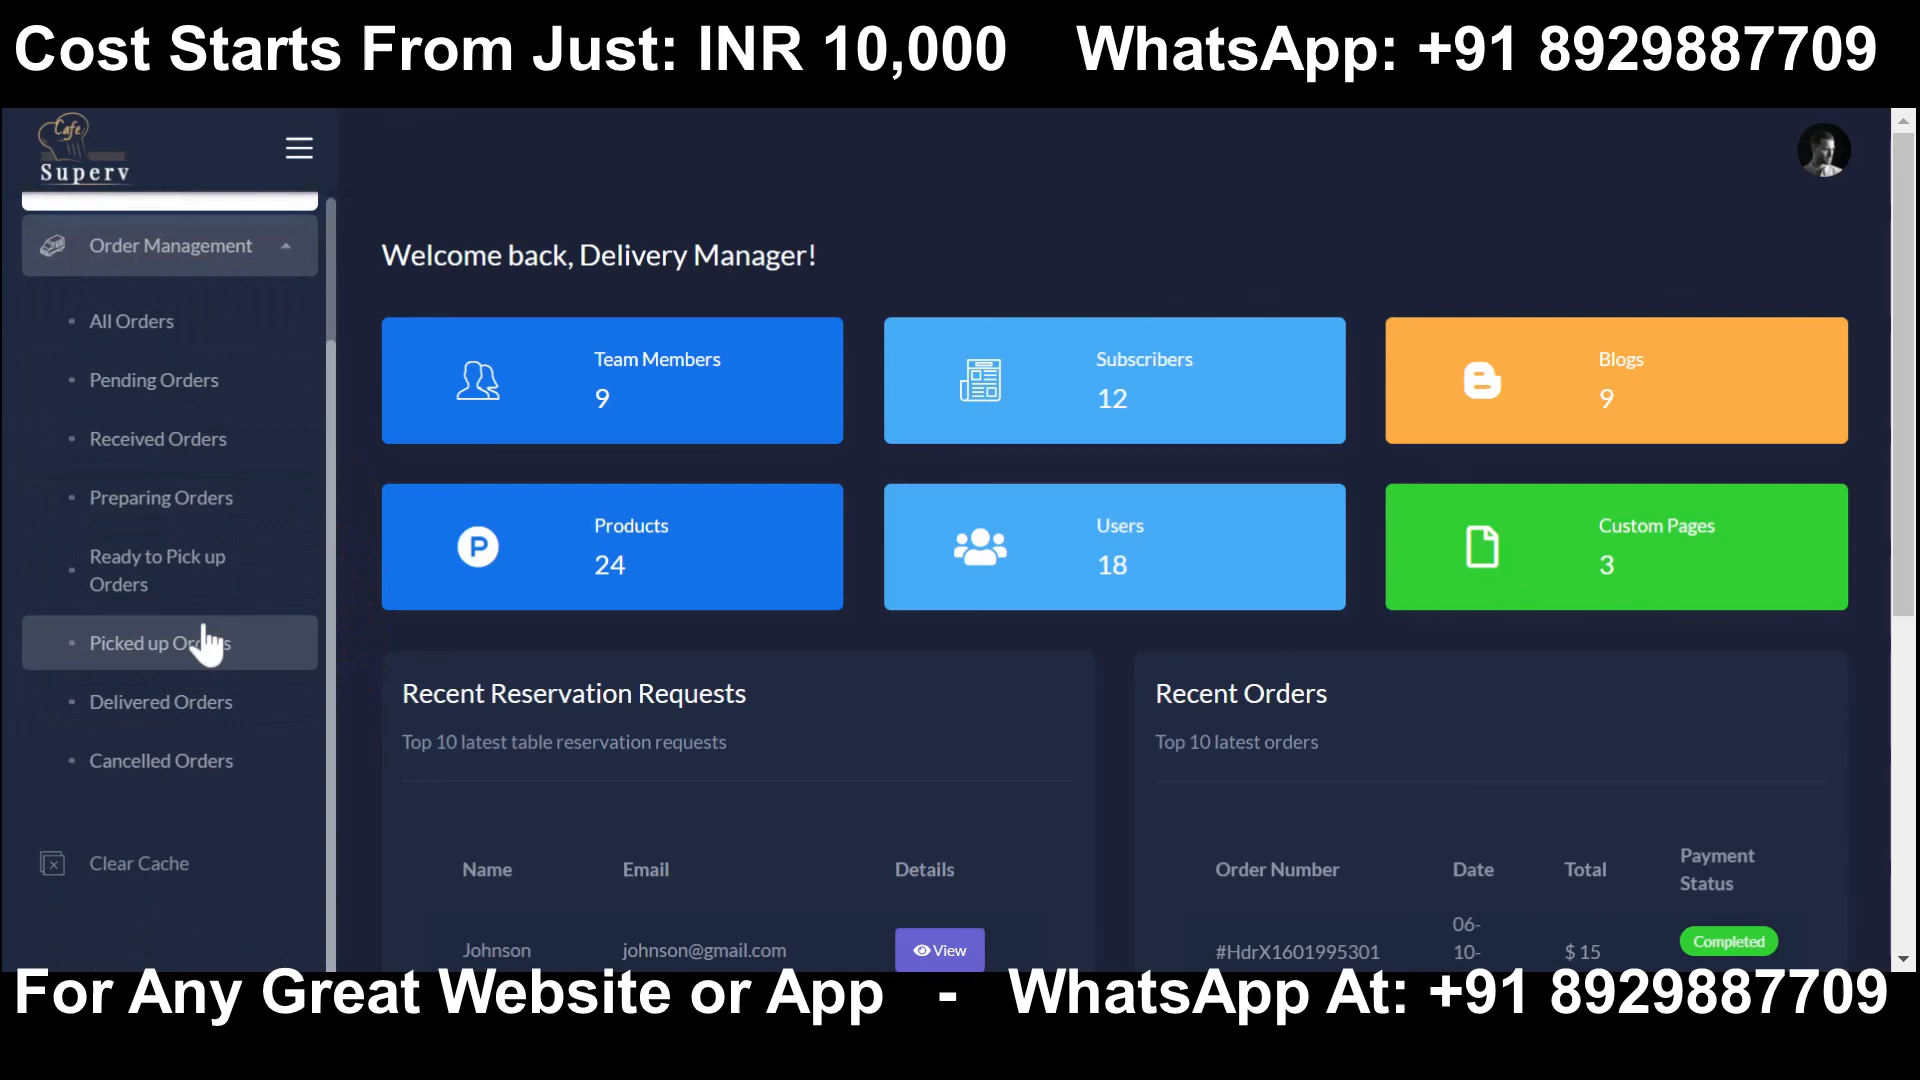 Cost Starts From Just: INR 10,000 WhatsApp: +91 8929887709
Cafe
Superv
Order Management
All Orders
Pending Orders
Received Orders
Preparing Orders
Ready to Pick up
Orders
Picked up
Delivered Orders
Cancelled Orders
Clear Cache
Welcome back, Delivery Manager!
Team Members
9
Subscribers
12
Blogs
9
Products
24
Users
18
Custom Pages
3
Recent Reservation Requests
Top 10 latest table reservation requests
Name Email Details
Johnson johnson@gmail.com View
Recent Orders
Top 10 latest orders
Order Number Date Total Payment
Status
#HdrX1601995301 06-
10- $ 15 Completed
For Any Great Website or App - WhatsApp At: +91 8929887709